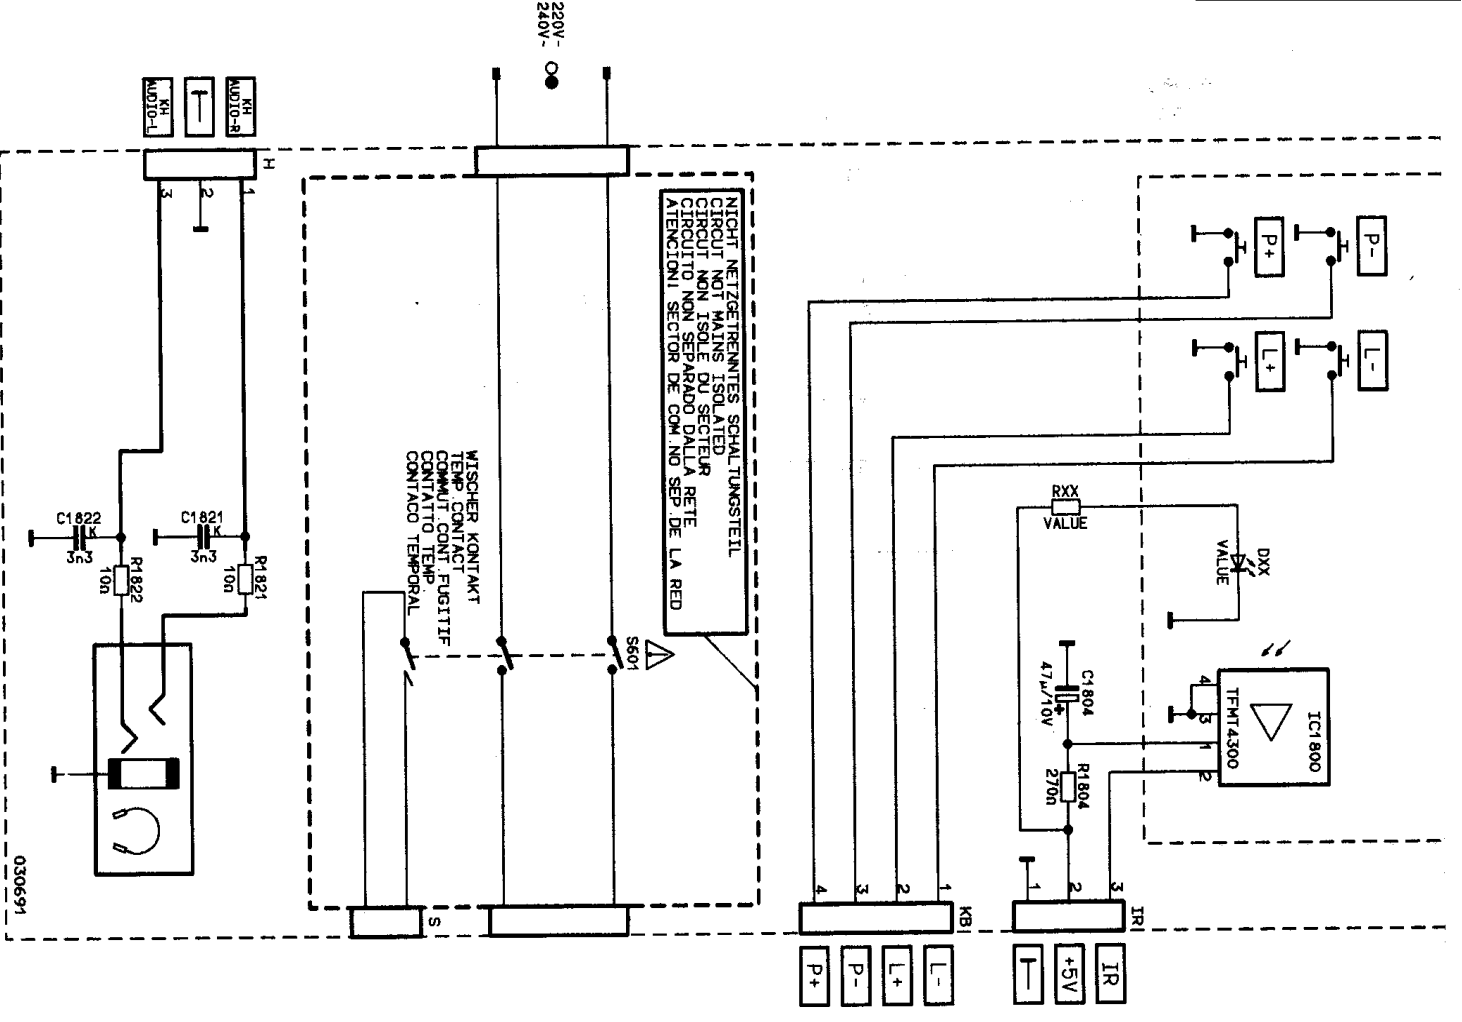 220V~
240V~
KH
AUDIO-R
KH
AUDIO-L
H
1
2
3
NICHT NETZGETRENNTES SCHALTUNGSTEIL
CIRCUT NOT MAINS ISOLATED
CIRCUT NON ISOLE DU SECTEUR
CIRCUITO NON SEPARADO DALLA RETE
ATENCION! SECTOR DE COM.NO SEP.DE LA RED
P-
P+
L-
L+
WISCHER KONTAKT
TEMP.CONTACT
COMMUT.CONT.FUGITIF
CONTATTO TEMP.
CONTACO TEMPORAL
S601
RXX
VALUE
DXX
VALUE
C1821
K
3n3
R1821
10n
C1822
K
3n3
R1822
10n
C1804
47µ/10V
+
R1804
270n
IC1800
TFMT4300
4
3
1
2
S
KB
1
2
3
4
L-
L+
P-
P+
IR
3
2
1
IR
+5V
030691